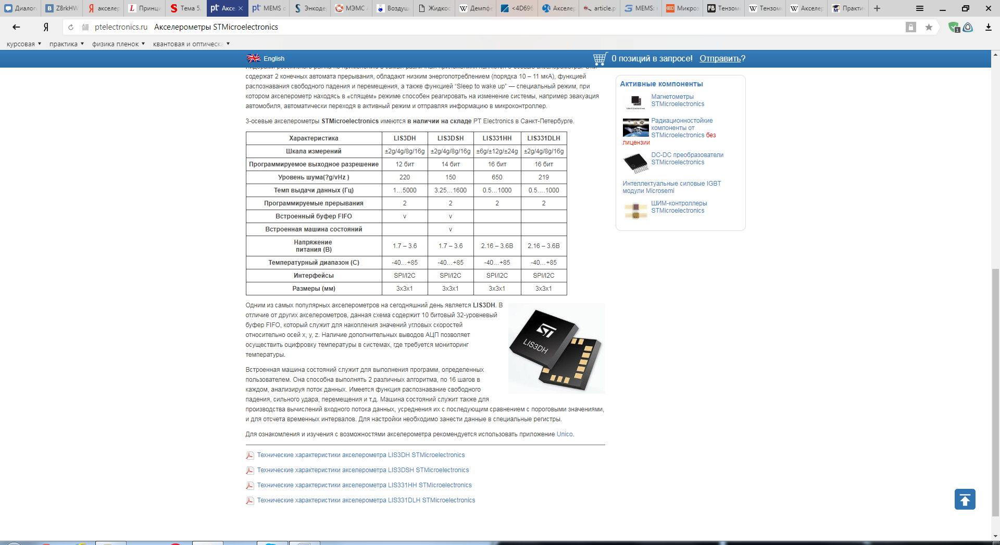 Диалоги
Z8rkHW
акселер
Принци
Тема 5.
Аксе
MEMS
Энкоде
МЭМС
Воздуш
Жидкос
Демпфе
<4D696
Акселер
article.p
MEMS:
Микроэ
Тензом
Тензом
Акселер
Практи
ptelectronics.ru Акселерометры STMicroelectronics
1
курсовая
практика
физика пленок
квантовая и оптическа
English
0 позиций в запросе! Отправить?
содержат 2 конечных автомата прерывания, обладают низким энергопотреблением (порядка 10 – 11 мкА), функцией
распознавания свободного падения и перемещения, а также функцией “Sleep to wake up” — специальный режим, при
котором акселерометр находясь в «спящем» режиме способен реагировать на изменение системы, например эвакуация
автомобиля, автоматически переходя в активный режим и отправляя информацию в микроконтроллер.
3-осевые акселерометры STMicroelectronics имеются в наличии на складе PT Electronics в Санкт-Петербурге.
Характеристика LIS3DH LIS3DSH LIS331HH LIS331DLH
Шкала измерений ±2g/4g/8g/16g ±2g/4g/8g/16g ±6g/±12g/±24g ±2g/4g/8g/16g
Программируемое выходное разрешение 12 бит 14 бит 16 бит 16 бит
Уровень шума(?g/vHz ) 220 150 650 219
Темп выдачи данных (Гц) 1…5000 3.25…1600 0.5…1000 0.5….1000
Программируемые прерывания 2 2 2 2
Встроенный буфер FIFO v v
Встроенная машина состояний v
Напряжение
питания (В) 1.7 – 3.6 1.7 – 3.6 2.16 – 3.6В 2.16 – 3.6В
Температурный диапазон (С) -40…+85 -40…+85 -40…+85 -40…+85
Интерфейсы SPI/I2C SPI/I2C SPI/I2C SPI/I2C
Размеры (мм) 3х3х1 3х3х1 3х3х1 3х3х1
Одним из самых популярных акселерометров на сегодняшний день является LIS3DH. В
отличие от других акселерометров, данная схема содержит 10 битовый 32-уровневый
буфер FIFO, который служит для накопления значений угловых скоростей
относительно осей x, y, z. Наличие дополнительных выводов АЦП позволяет
осуществить оцифровку температуры в системах, где требуется мониторинг
температуры.
LIS3DH
Встроенная машина состояний служит для выполнения программ, определенных
пользователем. Она способна выполнять 2 различных алгоритма, по 16 шагов в
каждом, анализируя поток данных. Имеется функция распознавание свободного
падения, сильного удара, перемещения и т.д. Машина состояний служит также для
производства вычислений входного потока данных, усреднения их с последующим сравнением с пороговыми значениями,
и для отсчета временных интервалов. Для настройки необходимо занести данные в специальные регистры.
Для ознакомления и изучения с возможностями акселерометра рекомендуется использовать приложение Unico.
Технические характеристики акселерометра LIS3DH STMicroelectronics
Технические характеристики акселерометра LIS3DSH STMicroelectronics
Технические характеристики акселерометра LIS331HH STMicroelectronics
Технические характеристики акселерометра LIS331DLH STMicroelectronics
Активные компоненты
Магнетометры
STMicroelectronics
Радиационностойкие
компоненты от
STMicroelectronics без
лицензии
DC-DC преобразователи
STMicroelectronics
Интеллектуальные силовые IGBT
модули Microsemi
ШИМ-контроллеры
STMicroelectronics